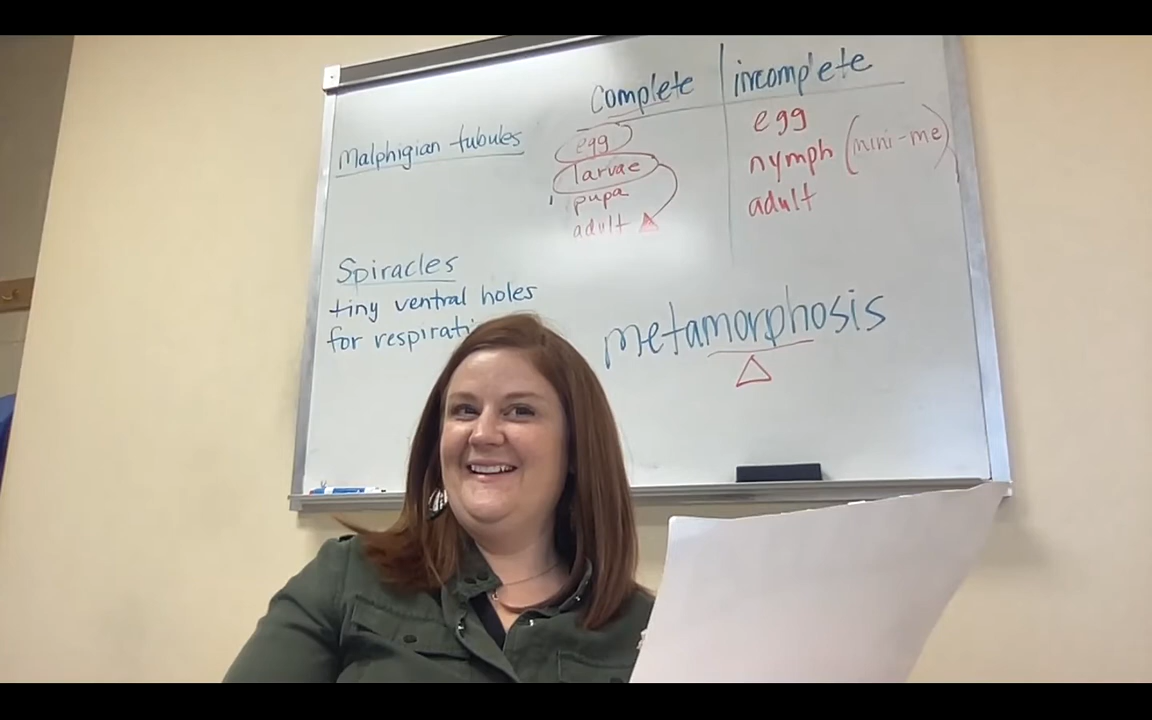 Malphigian tubules
Spiracles
tiny ventral holes
for respirati
complete
egg
larvae
pupa
adult
incomplete
egg
nymph (mini-me)
adult
metamorphosis